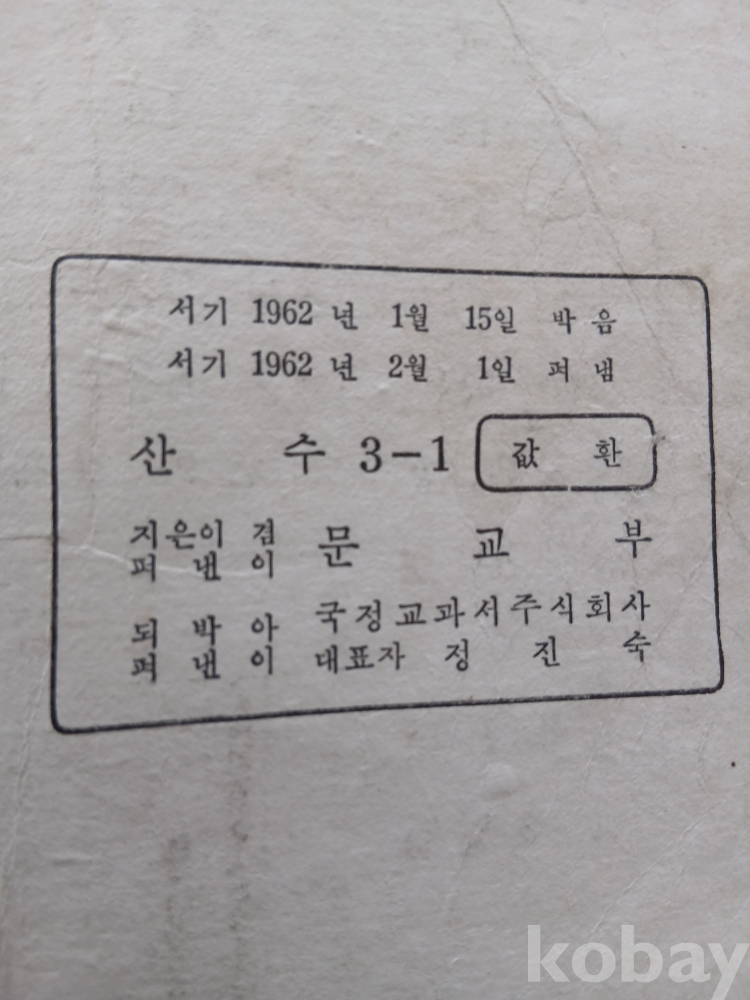 서기 1962 년 1월 15일 박 음
서기 1962 년 2월 1일 펴 냄
산 수 3-1 값 환
지은이 겸 문 교 부
펴 낸 이
되 박 아 국정교과서주식회사
펴 낸 이 대표자 정 진 숙
kobay